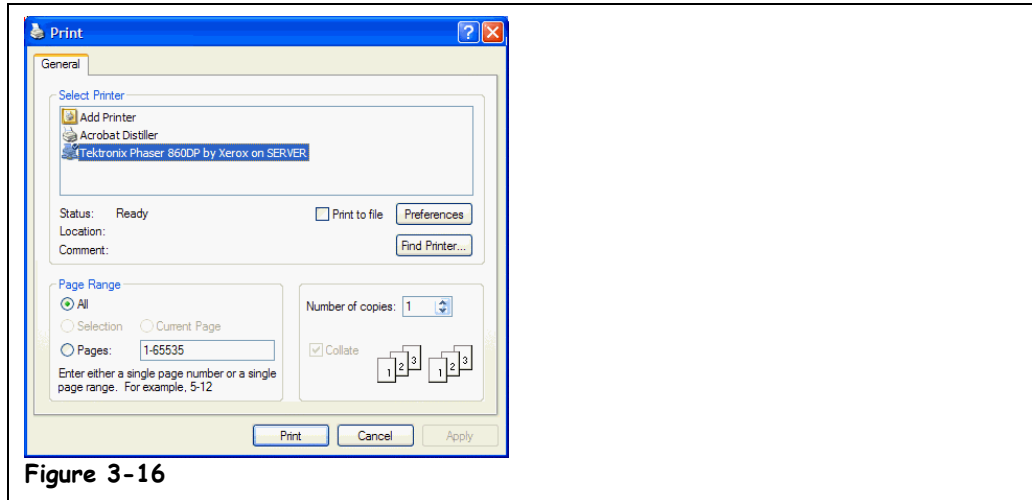 Print
General
Select Printer
Add Printer
Acrobat Distiller
Tektronix Phaser 860DP by Xerox on SERVER
Status: Ready
Print to file
Preferences
Location:
Comment:
Find Printer...
Page Range
All
Selection
Current Page
Pages:
1-65535
Enter either a single page number or a single
page range. For example, 5-12
Number of copies: 1
Collate
1 2 3 1 2 3
Print
Cancel
Apply
Figure 3-16